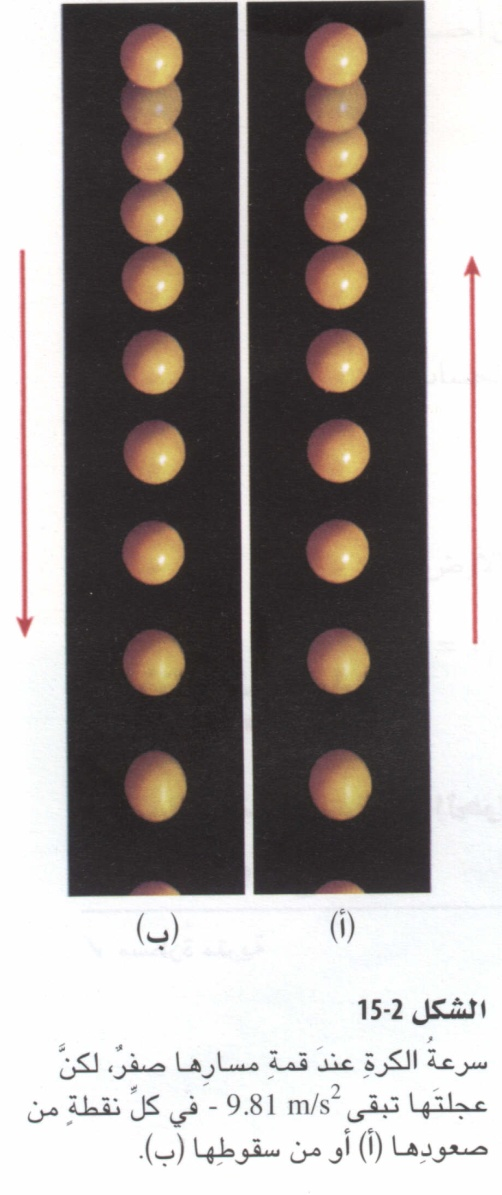 (أ)
(ب)
الشكل 2-15
سرعةُ الكرةِ عندَ قمةِ مسارِها صفرٌ، لكنَّ
عجلتَها تبقى 9.81 m/s² - في كلِّ نقطةٍ من
صعودِها (أ) أو من سقوطِها (ب).